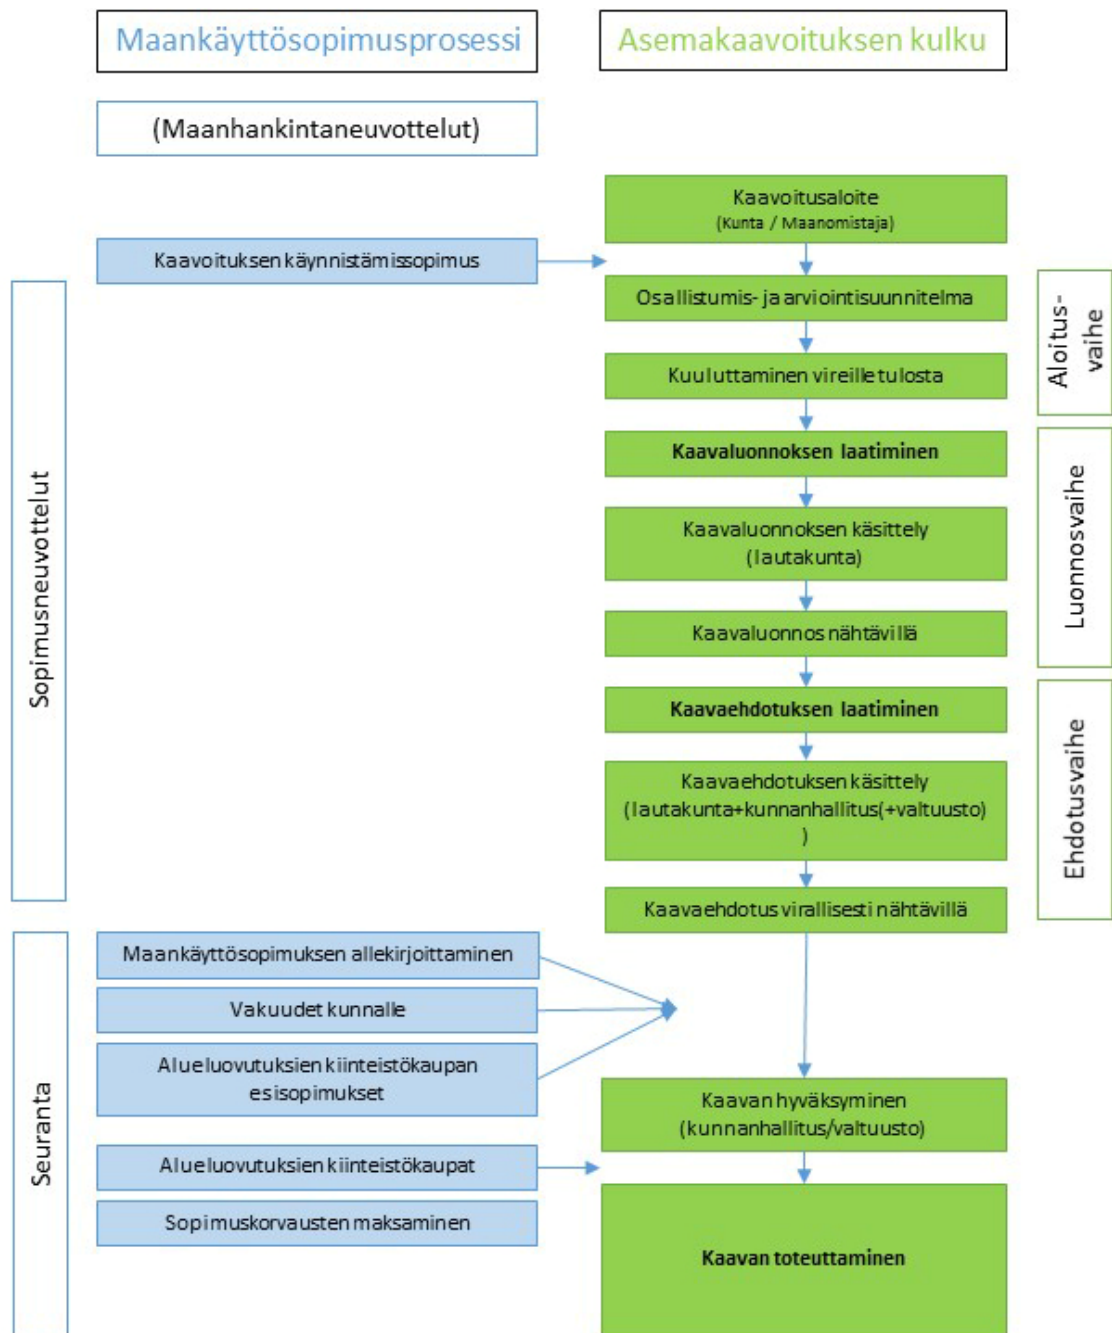 Maankäyttösopimusprosessi
Asemakaavoituksen kulku
(Maanhankintaneuvottelut)
Kaavoitusaloite
(Kunta / Maanomistaja)
Kaavoituksen käynnistämissopimus
Osallistumis- ja arviointisuunnitelma
Kuuluttaminen vireille tulosta
Aloitus-
vaihe
Kaavaluonnoksen laatiminen
Kaavaluonnoksen käsittely
(lautakunta)
Kaavaluonnos nähtävillä
Luonnosvaihe
Sopimusneuvottelut
Kaavaehdotuksen laatiminen
Kaavaehdotuksen käsittely
(lautakunta+kunnanhallitus(+valtuusto)
)
Kaavaehdotus virallisesti nähtävillä
Ehdotusvaihe
Maankäyttösopimuksen allekirjoittaminen
Vakuudet kunnalle
Alueluovutuksien kiinteistökaupan
esisopimukset
Kaavan hyväksyminen
(kunnanhallitus/valtuusto)
Seuranta
Alueluovutuksien kiinteistökaupat
Sopimuskorvausten maksaminen
Kaavan toteuttaminen